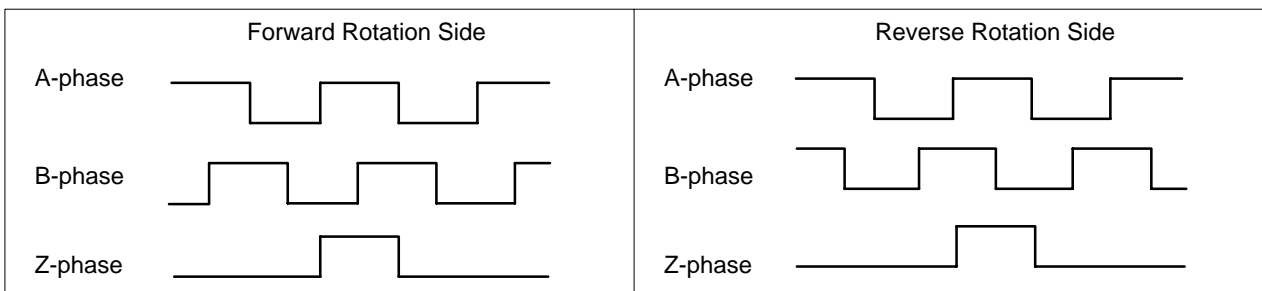 Forward Rotation Side
A-phase
B-phase
Z-phase
Reverse Rotation Side
A-phase
B-phase
Z-phase